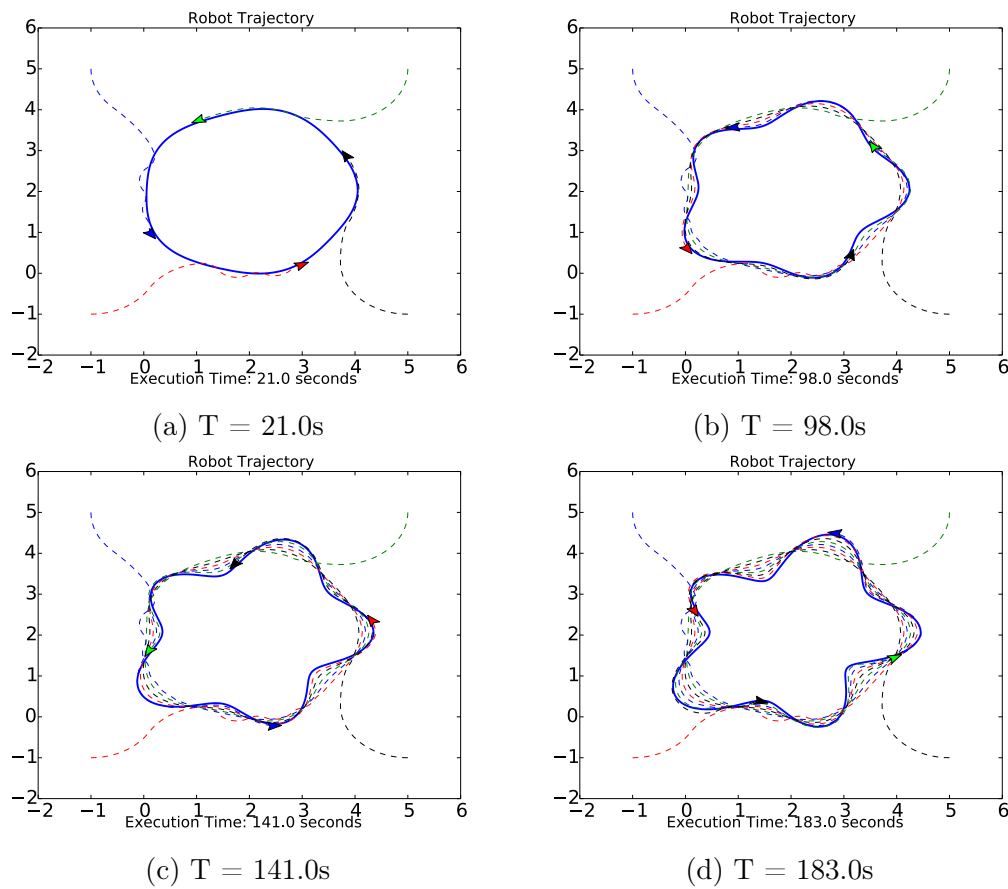 Robot Trajectory
6
5
4
3
2
1
0
−1
−2
−2 −1 0 1 2 3 4 5 6
Execution Time: 21.0 seconds
(a) T = 21.0s
Robot Trajectory
6
5
4
3
2
1
0
−1
−2
−2 −1 0 1 2 3 4 5 6
Execution Time: 98.0 seconds
(b) T = 98.0s
Robot Trajectory
6
5
4
3
2
1
0
−1
−2
−2 −1 0 1 2 3 4 5 6
Execution Time: 141.0 seconds
(c) T = 141.0s
Robot Trajectory
6
5
4
3
2
1
0
−1
−2
−2 −1 0 1 2 3 4 5 6
Execution Time: 183.0 seconds
(d) T = 183.0s